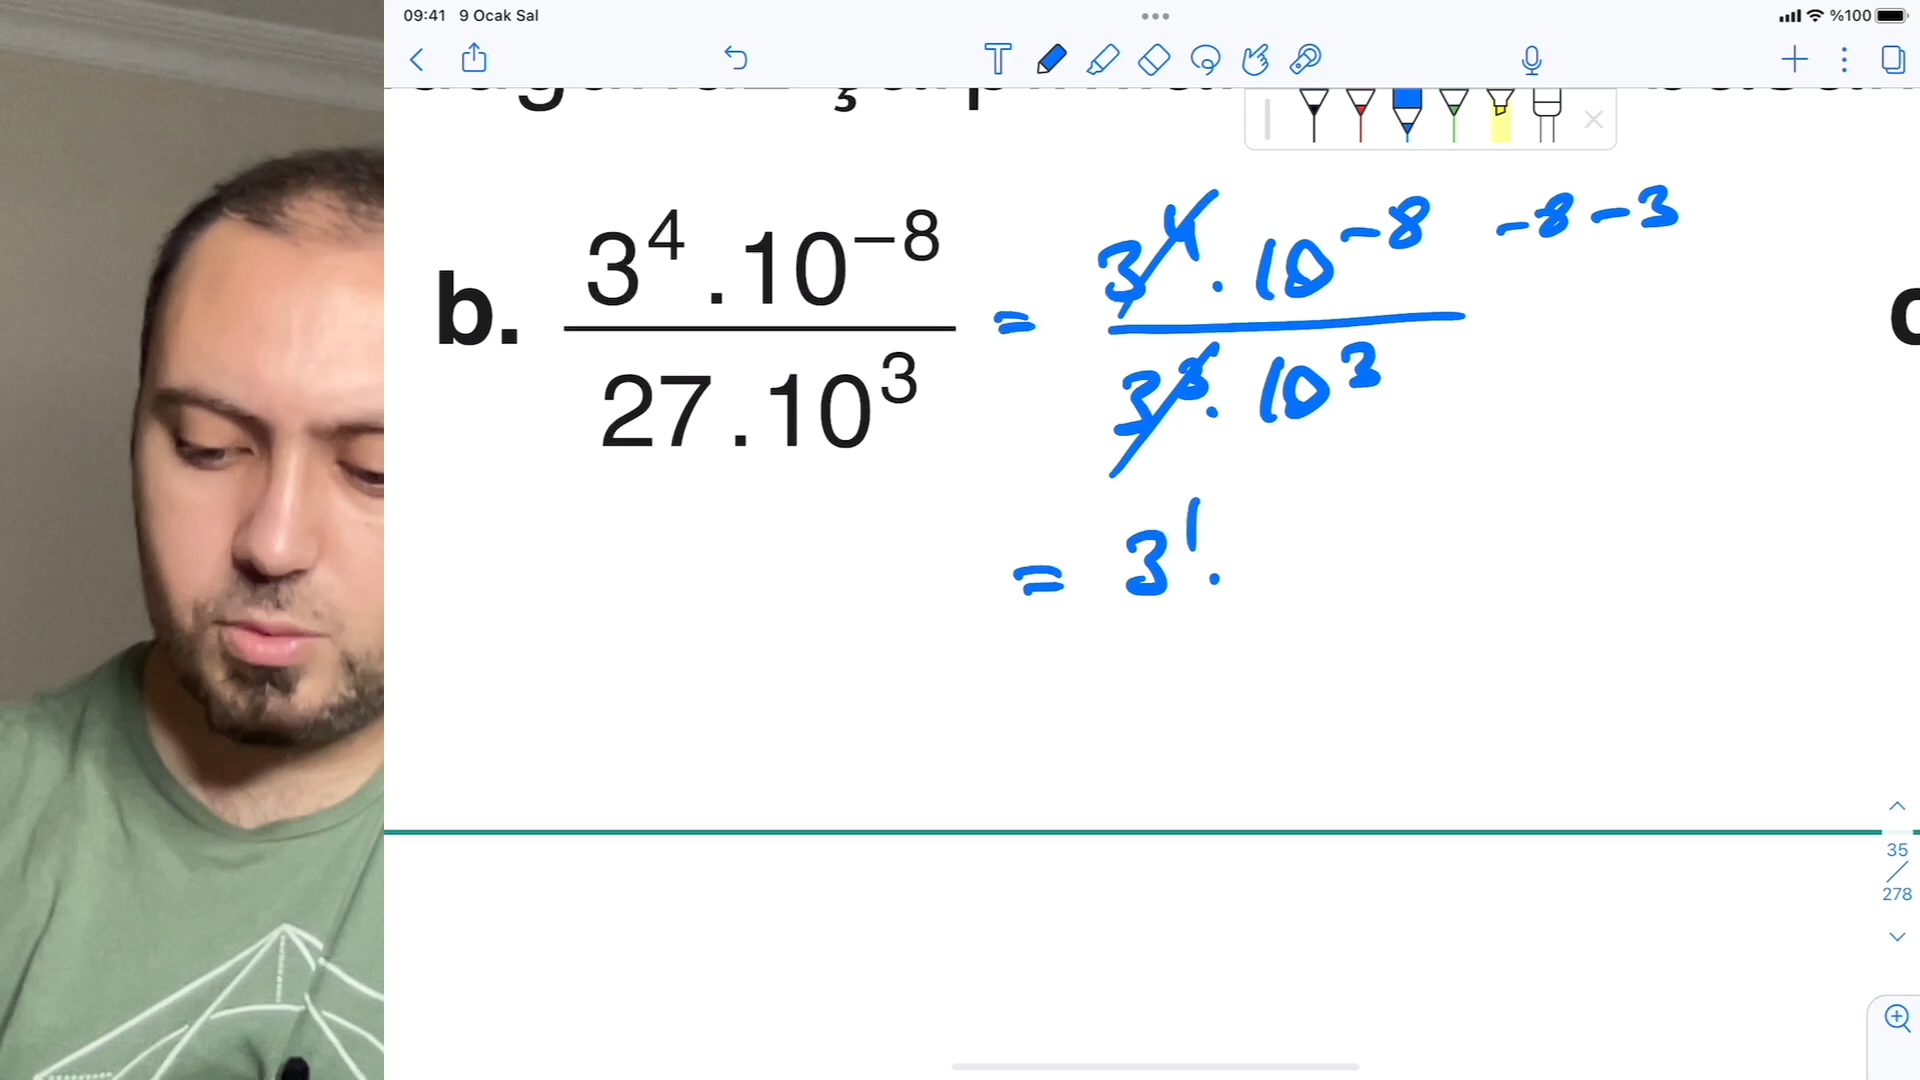 09:41 9 Ocak Sal %100
b. 3⁴ . 10⁻⁸ / 27 . 10³ = 3⁴ . 10⁻⁸ / 3³ . 10³ -8-3
= 3¹ .
35
278